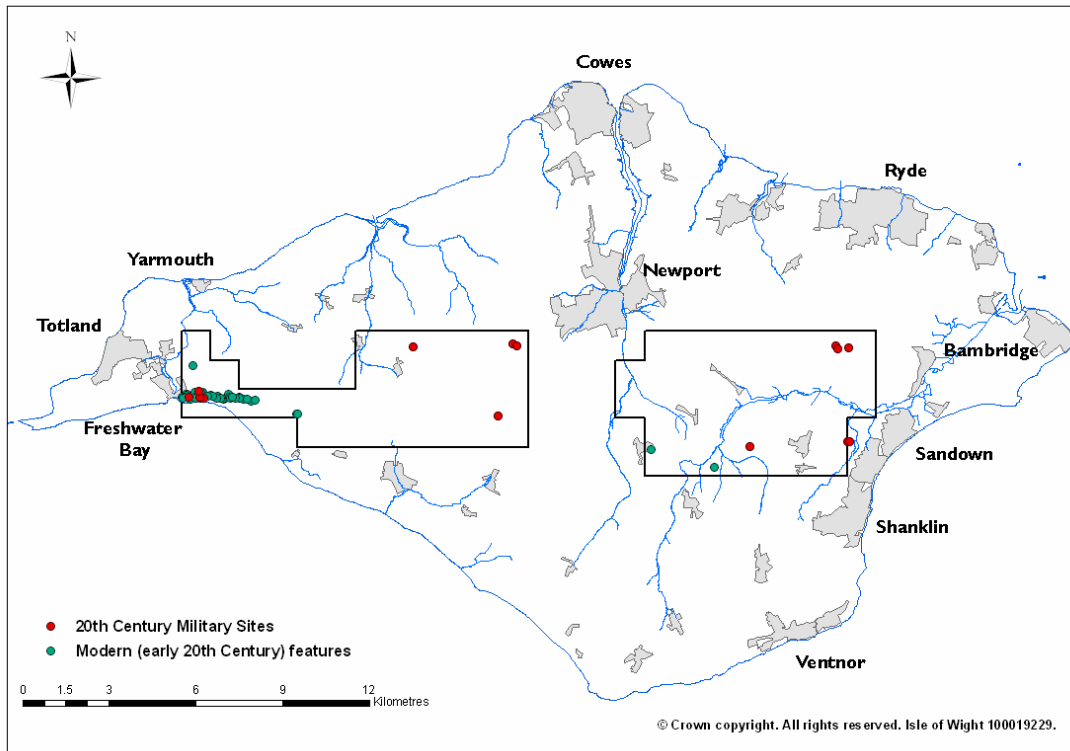 N
Cowes
Ryde
Yarmouth
Newport
Totland
Bambridge
Freshwater
Bay
Sandown
Shanklin
20th Century Military Sites
Modern (early 20th Century) features
Ventnor
0 1.5 3 6 9 12
Kilometres
© Crown copyright. All rights reserved. Isle of Wight 100019229.